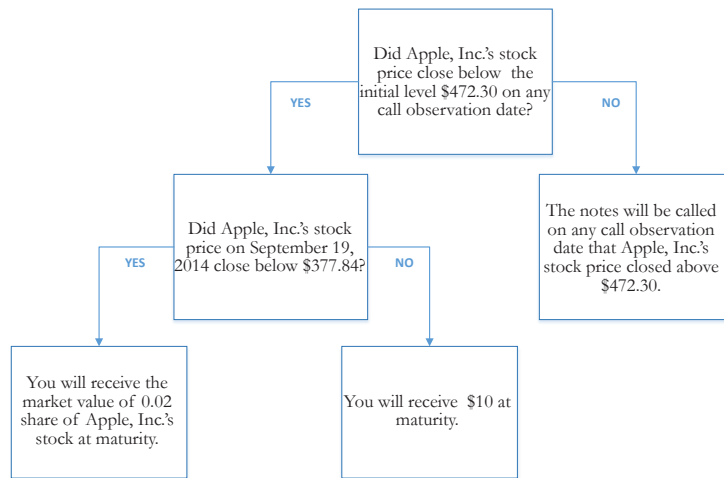 Did Apple, Inc.'s stock
price close below the
initial level $472.30 on any
call observation date?
YES
NO
Did Apple, Inc.'s stock
price on September 19,
2014 close below $377.84?
The notes will be called
on any call observation
date that Apple, Inc.'s
stock price closed above
$472.30.
YES
NO
You will receive the
market value of 0.02
share of Apple, Inc.'s
stock at maturity.
You will receive $10 at
maturity.